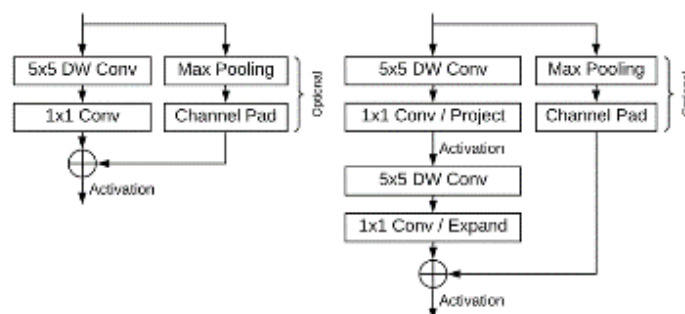 5x5 DW Conv
Max Pooling
1x1 Conv
Channel Pad
Optional
Activation
5x5 DW Conv
Max Pooling
1x1 Conv / Project
Channel Pad
Optional
Activation
5x5 DW Conv
1x1 Conv / Expand
Activation